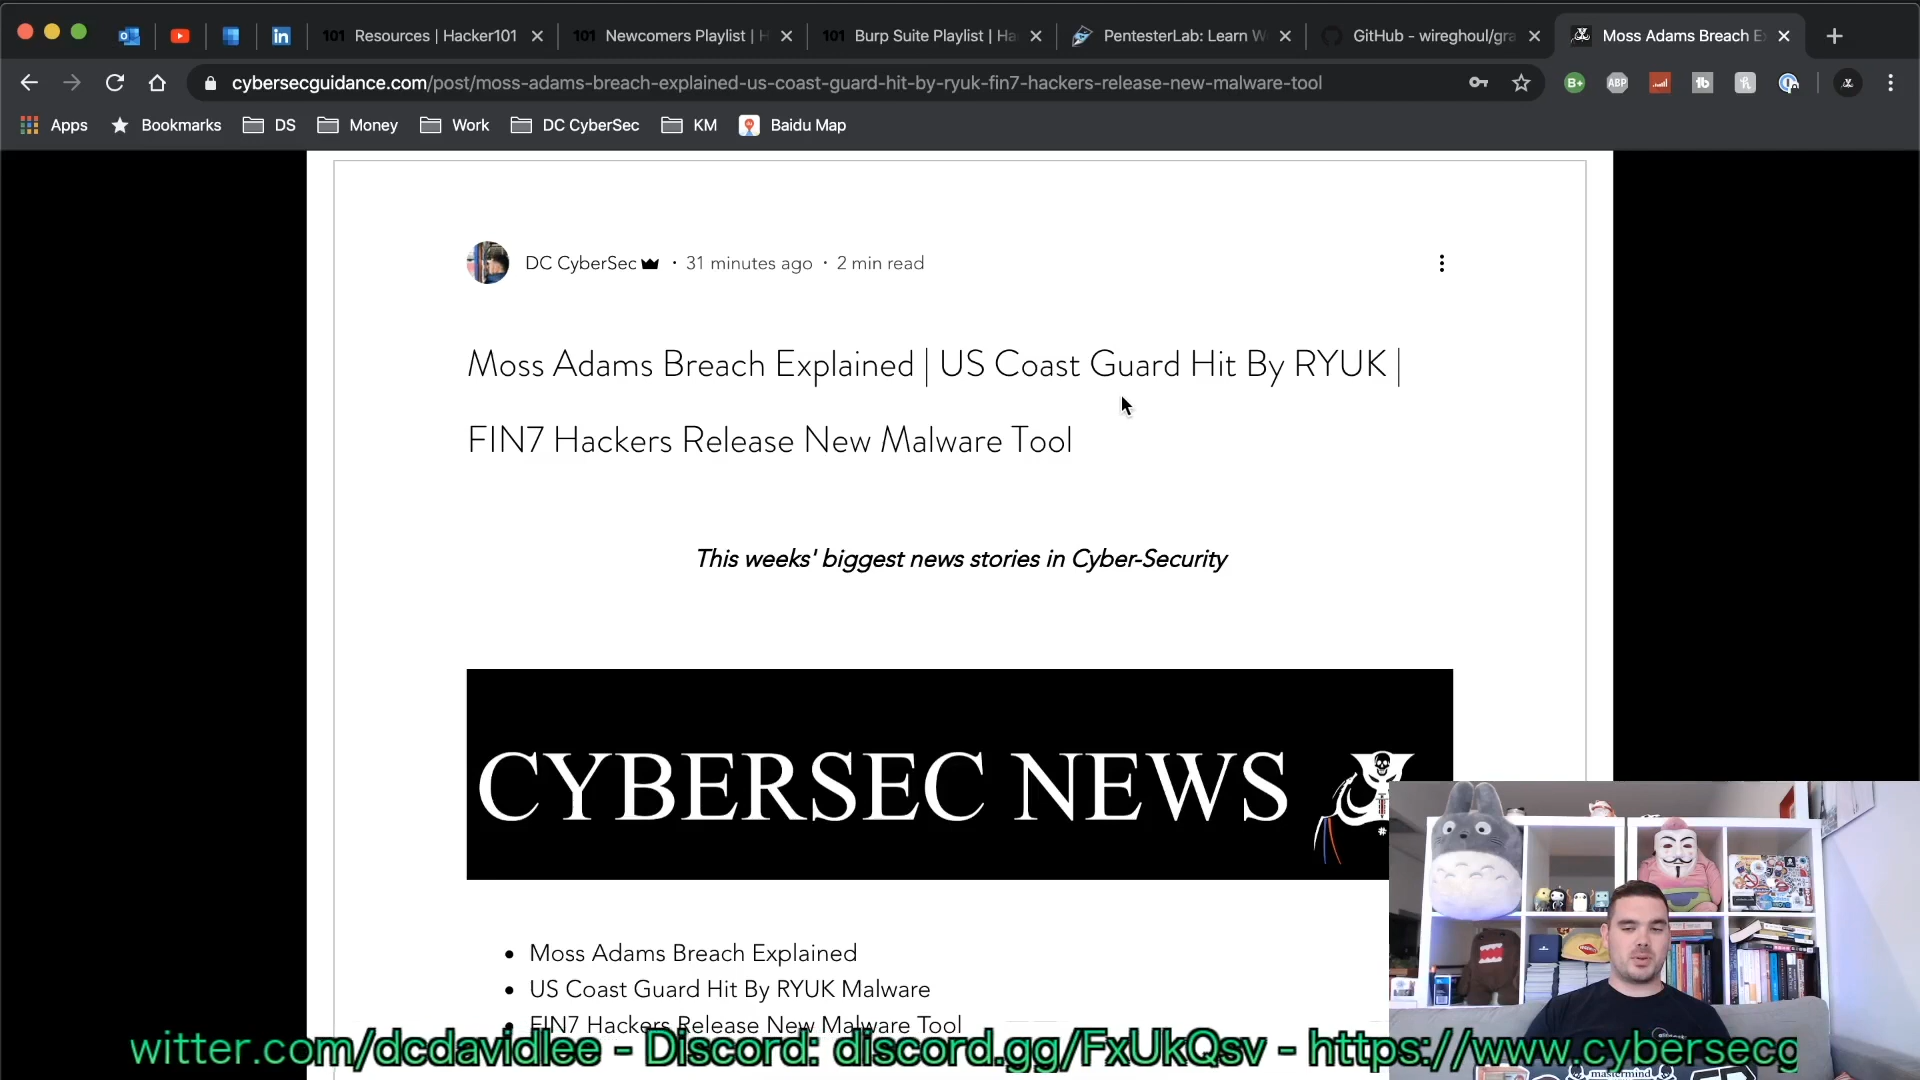 Resources | Hacker101
Newcomers Playlist | H
Burp Suite Playlist | Ha
PentesterLab: Learn W
GitHub - wireghoul/gra
Moss Adams Breach E
cybersecguidance.com/post/moss-adams-breach-explained-us-coast-guard-hit-by-ryuk-fin7-hackers-release-new-malware-tool
Apps
Bookmarks
DS
Money
Work
DC CyberSec
KM
Baidu Map
DC CyberSec · 31 minutes ago · 2 min read
Moss Adams Breach Explained | US Coast Guard Hit By RYUK |
FIN7 Hackers Release New Malware Tool
This weeks' biggest news stories in Cyber-Security
CYBERSEC NEWS
• Moss Adams Breach Explained
• US Coast Guard Hit By RYUK Malware
• FIN7 Hackers Release New Malware Tool
witter.com/dcdavidlee - Discord: discord.gg/FxUkQsv - https://www.cybersecg
mastermind